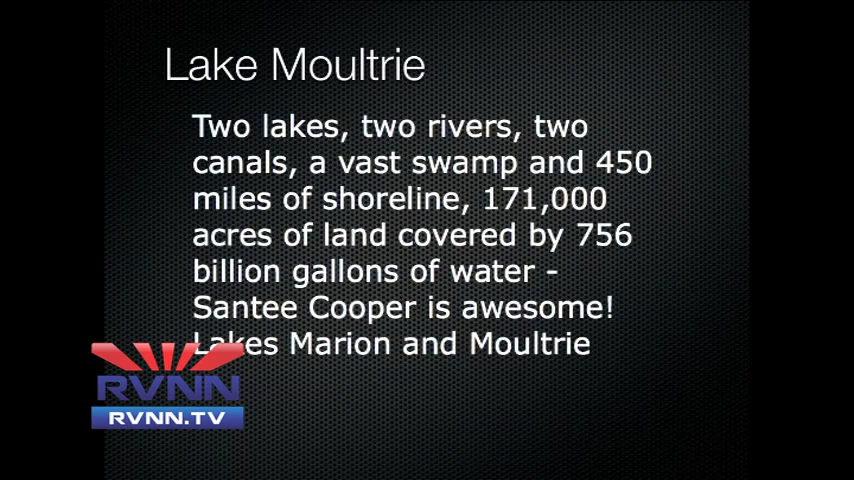 Lake Moultrie
Two lakes, two rivers, two
canals, a vast swamp and 450
miles of shoreline, 171,000
acres of land covered by 756
billion gallons of water -
Santee Cooper is awesome!
Lakes Marion and Moultrie
RVNN
RVNN.TV